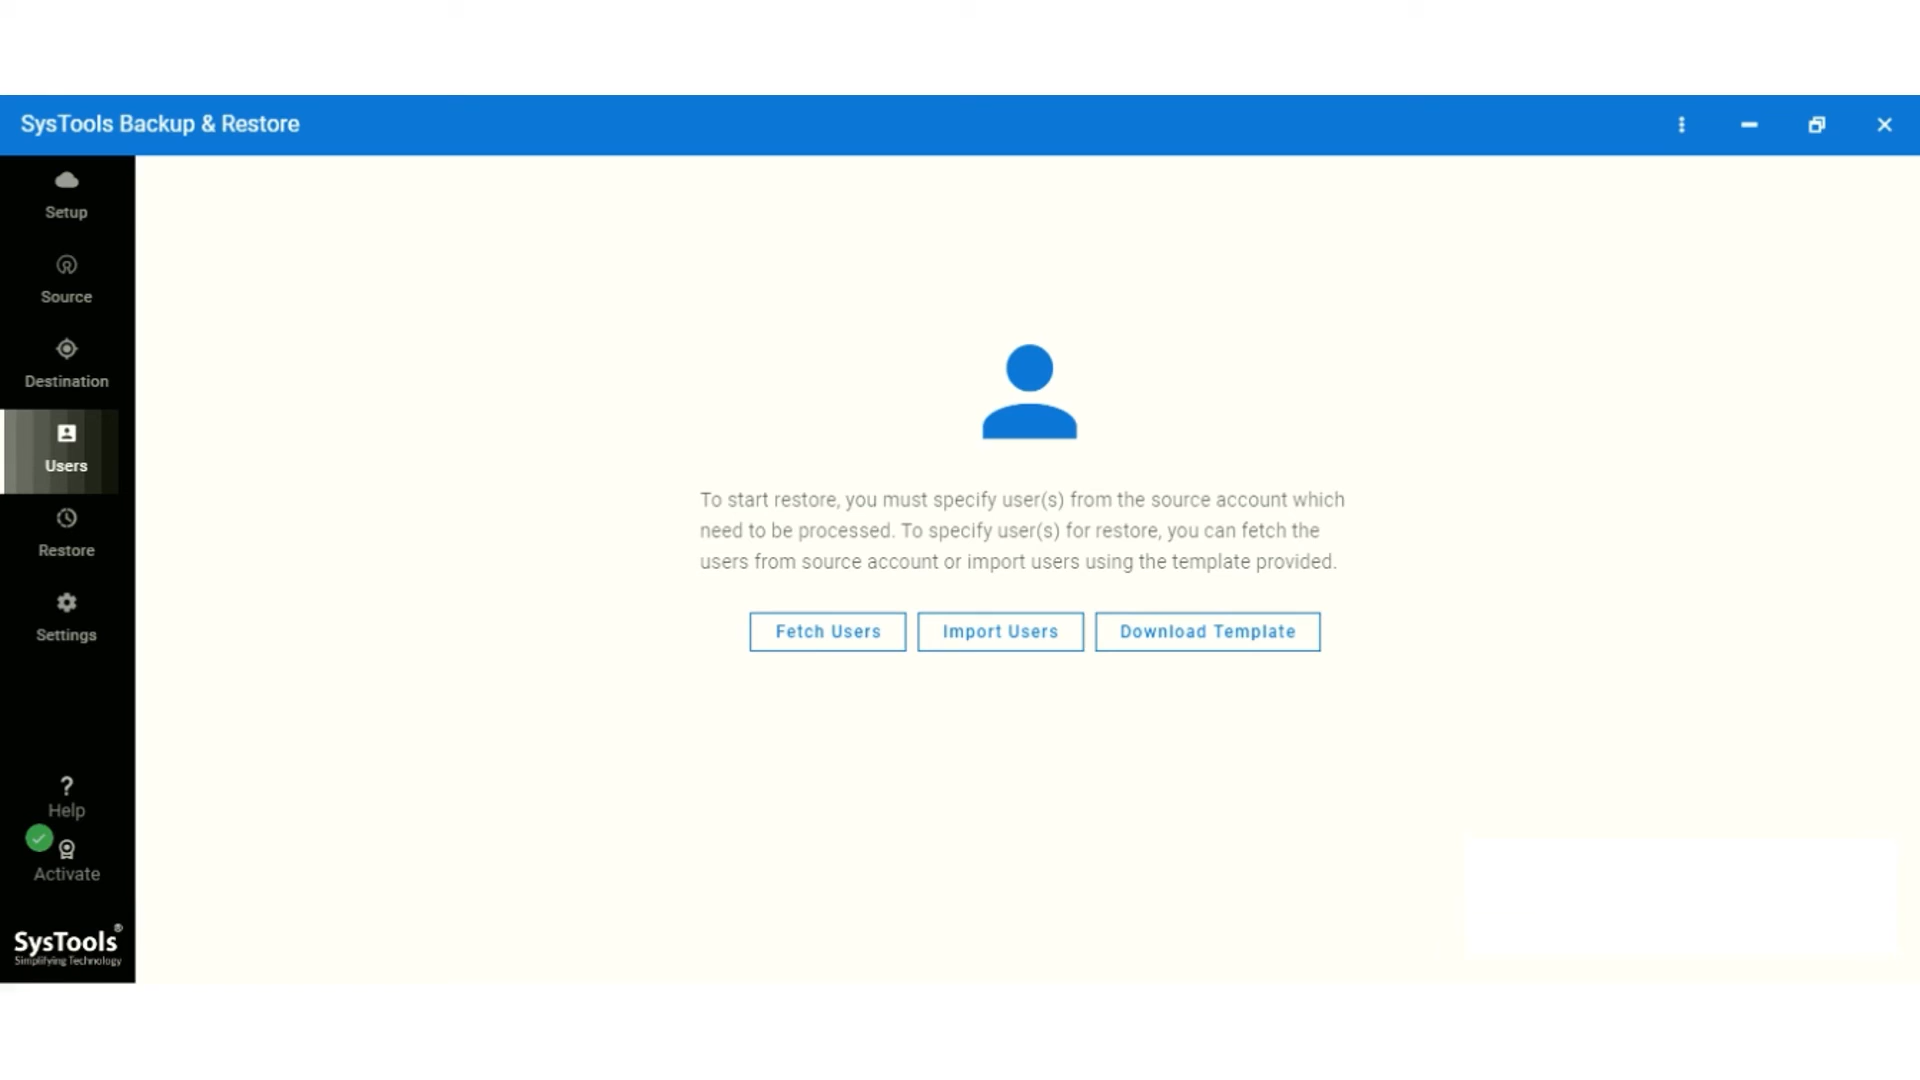 SysTools Backup & Restore
Setup
Source
Destination
Users
Restore
Settings
Help
Activate
SysTools®
Simplifying Technology
To start restore, you must specify user(s) from the source account which
need to be processed. To specify user(s) for restore, you can fetch the
users from source account or import users using the template provided.
Fetch Users
Import Users
Download Template